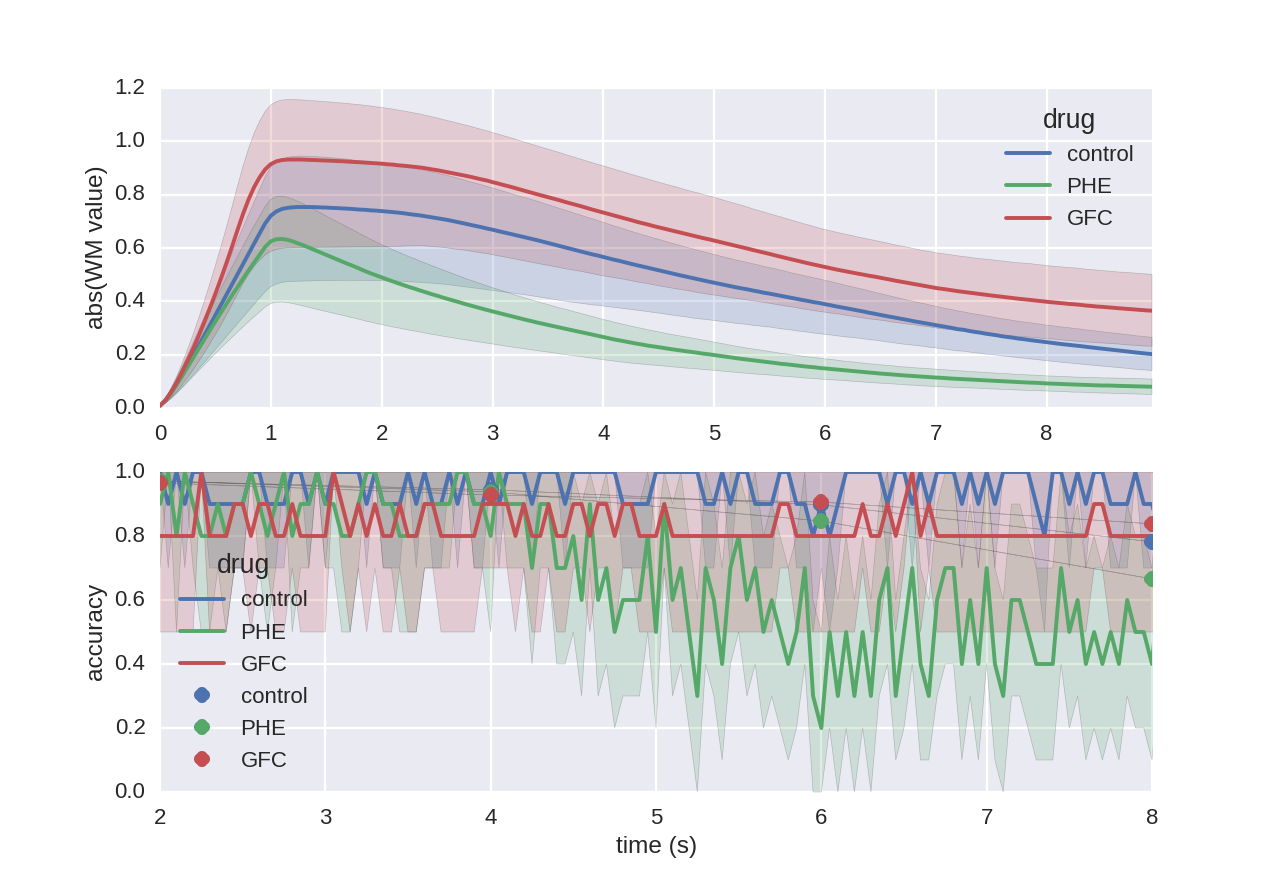 1.2
1.0
0.8
0.6
0.4
0.2
0.0
abs(WM value)
drug
control
PHE
GFC
0 1 2 3 4 5 6 7 8
1.0
0.8
0.6
0.4
0.2
0.0
accuracy
drug
control
PHE
GFC
control
PHE
GFC
2 3 4 5 6 7 8
time (s)